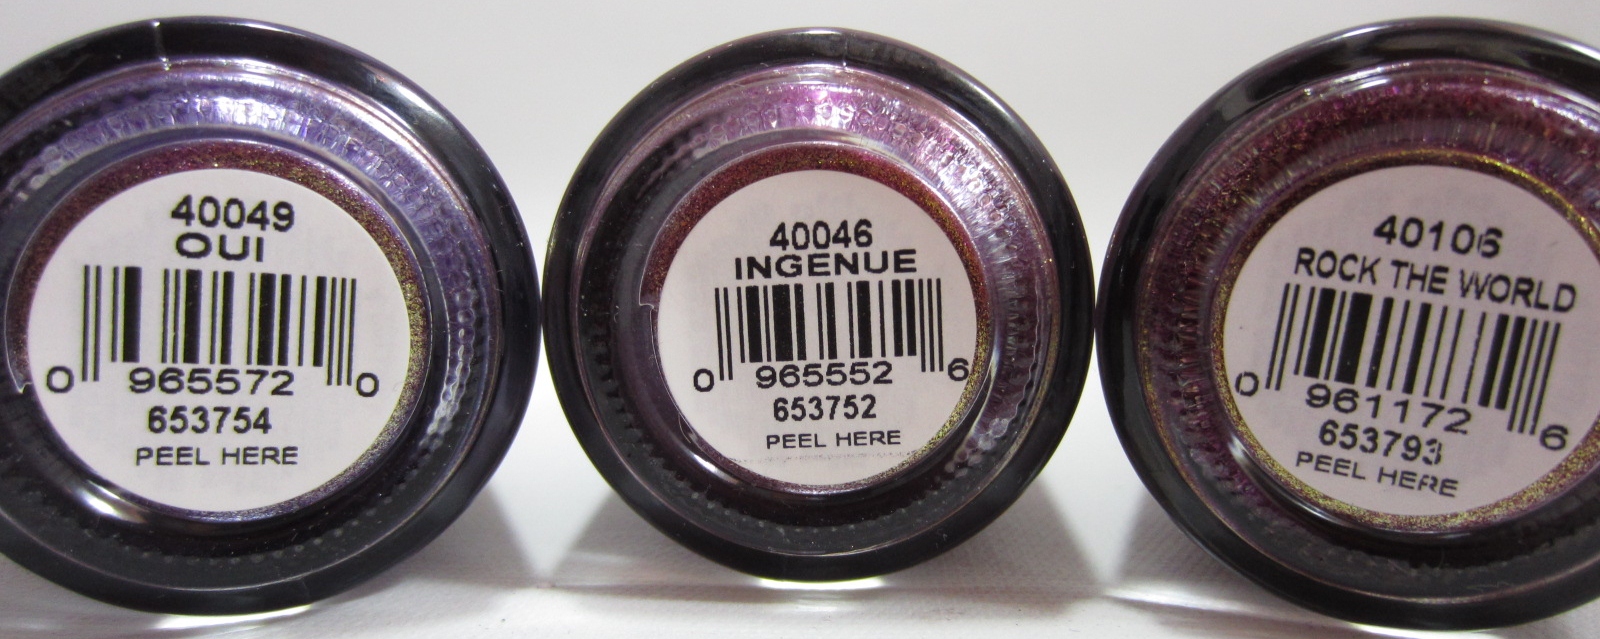 40049
OUI
0 965572 0
653754
PEEL HERE
40046
INGENUE
0 965552 6
653752
PEEL HERE
40106
ROCK THE WORLD
0 961172 6
653793
PEEL HERE